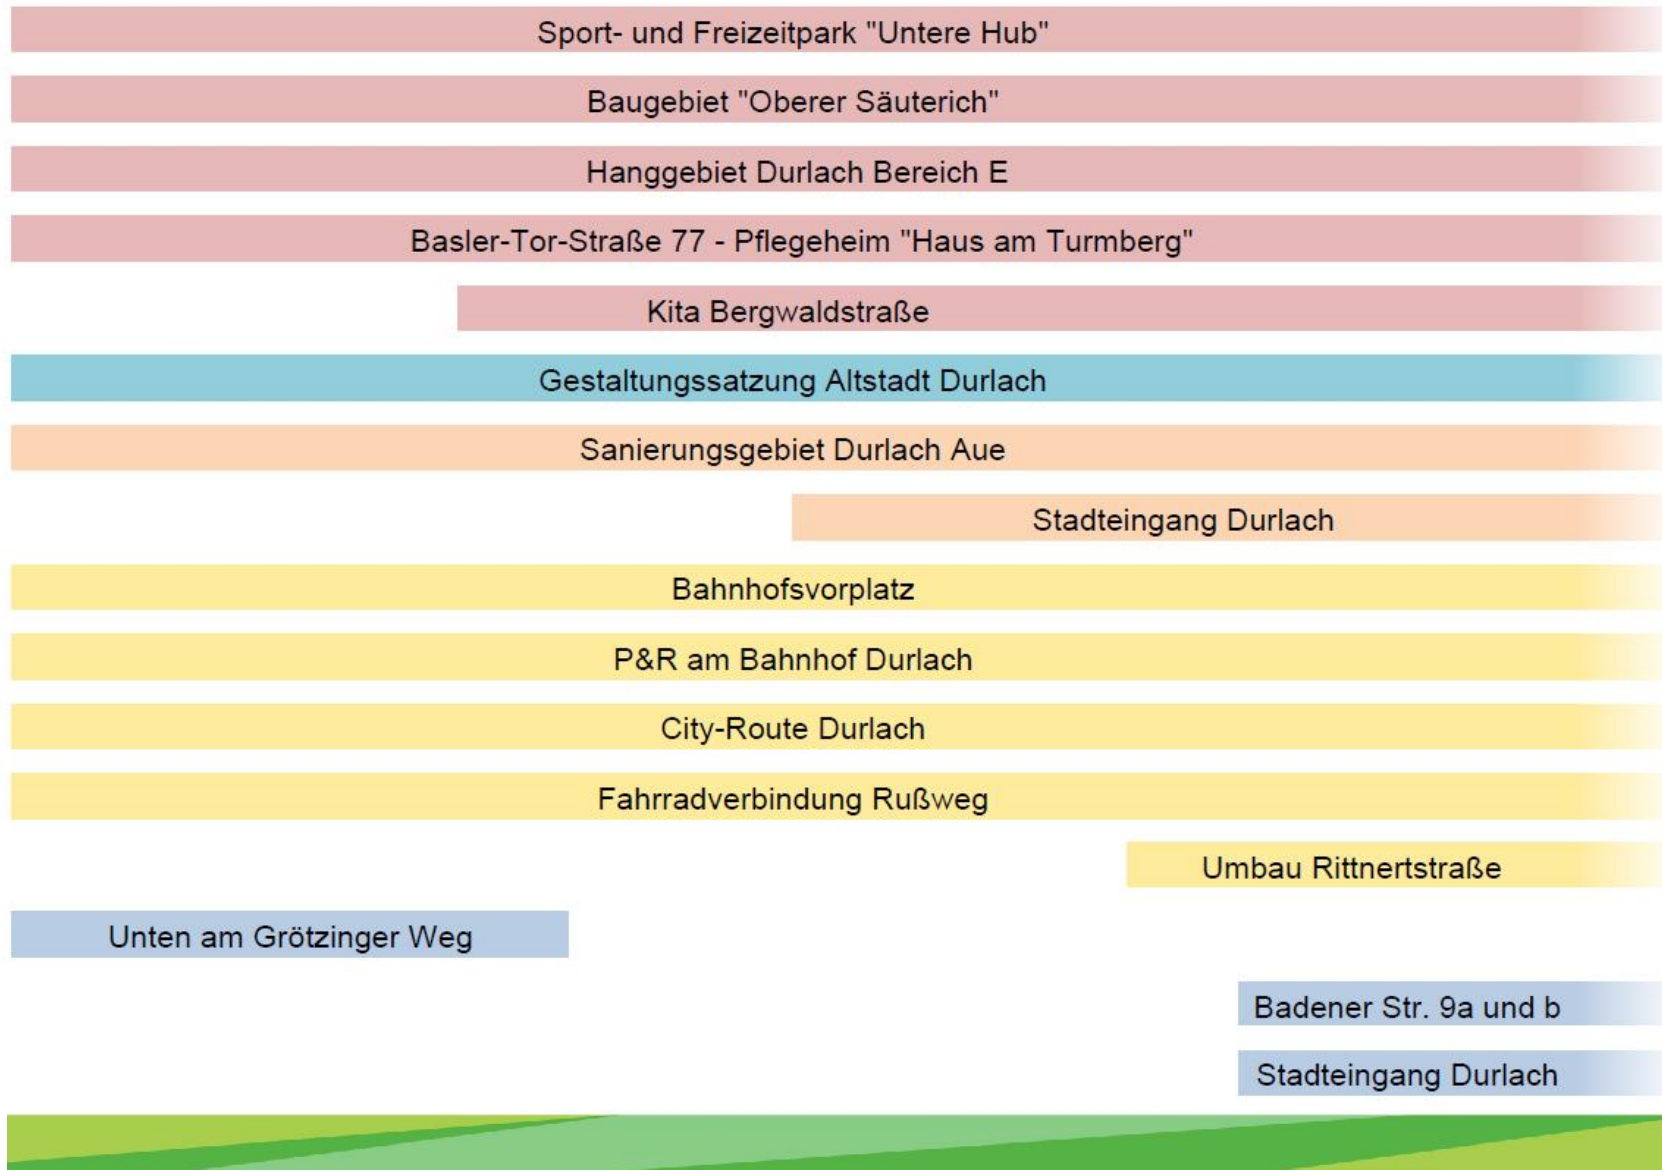 Sport- und Freizeitpark "Untere Hub"
Baugebiet "Oberer Säuterich"
Hanggebiet Durlach Bereich E
Basler-Tor-Straße 77 - Pflegeheim "Haus am Turmberg"
Kita Bergwaldstraße
Gestaltungssatzung Altstadt Durlach
Sanierungsgebiet Durlach Aue
Stadteingang Durlach
Bahnhofsvorplatz
P&R am Bahnhof Durlach
City-Route Durlach
Fahrradverbindung Rußweg
Umbau Rittnertstraße
Unten am Grötzinger Weg
Badener Str. 9a und b
Stadteingang Durlach